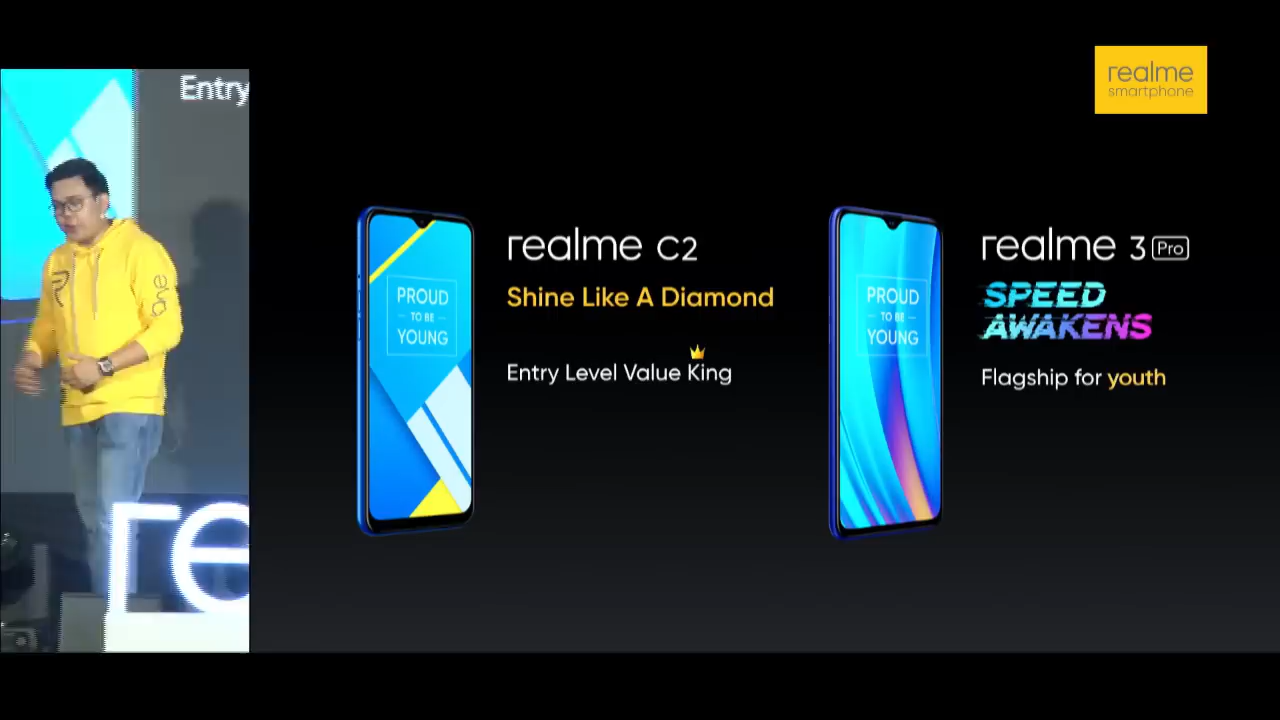 Entry
one
re
realme
smartphone
realme C2
Shine Like A Diamond
Entry Level Value King
PROUD
TO BE
YOUNG
realme 3 Pro
SPEED
AWAKENS
Flagship for youth
PROUD
TO BE
YOUNG